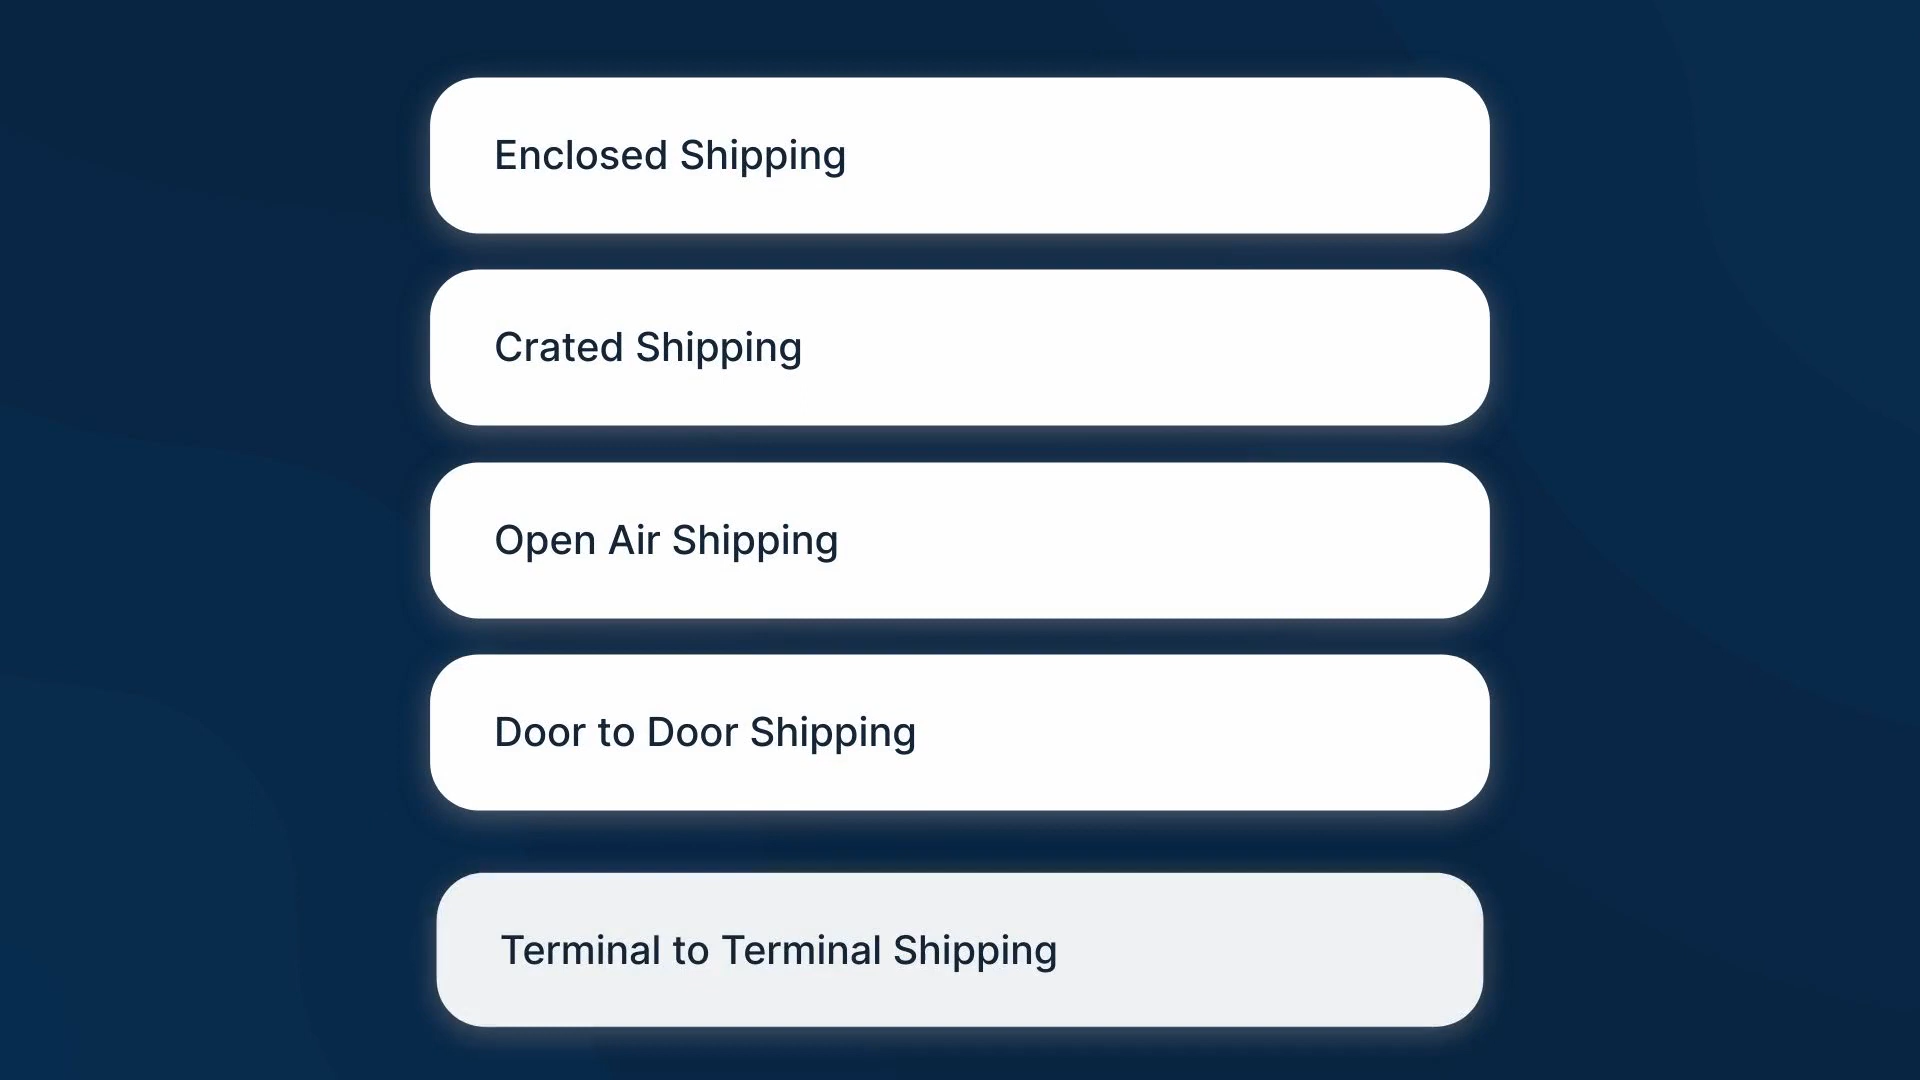 Enclosed Shipping
Crated Shipping
Open Air Shipping
Door to Door Shipping
Terminal to Terminal Shipping